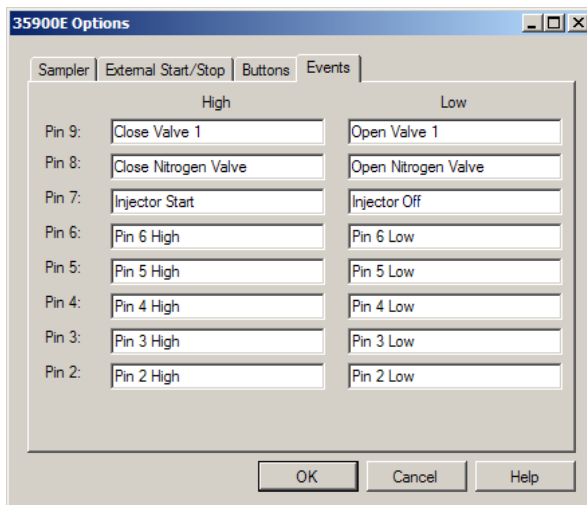 35900E Options
Sampler External Start/Stop Buttons Events
High Low
Pin 9: Close Valve 1 Open Valve 1
Pin 8: Close Nitrogen Valve Open Nitrogen Valve
Pin 7: Injector Start Injector Off
Pin 6: Pin 6 High Pin 6 Low
Pin 5: Pin 5 High Pin 5 Low
Pin 4: Pin 4 High Pin 4 Low
Pin 3: Pin 3 High Pin 3 Low
Pin 2: Pin 2 High Pin 2 Low
OK Cancel Help